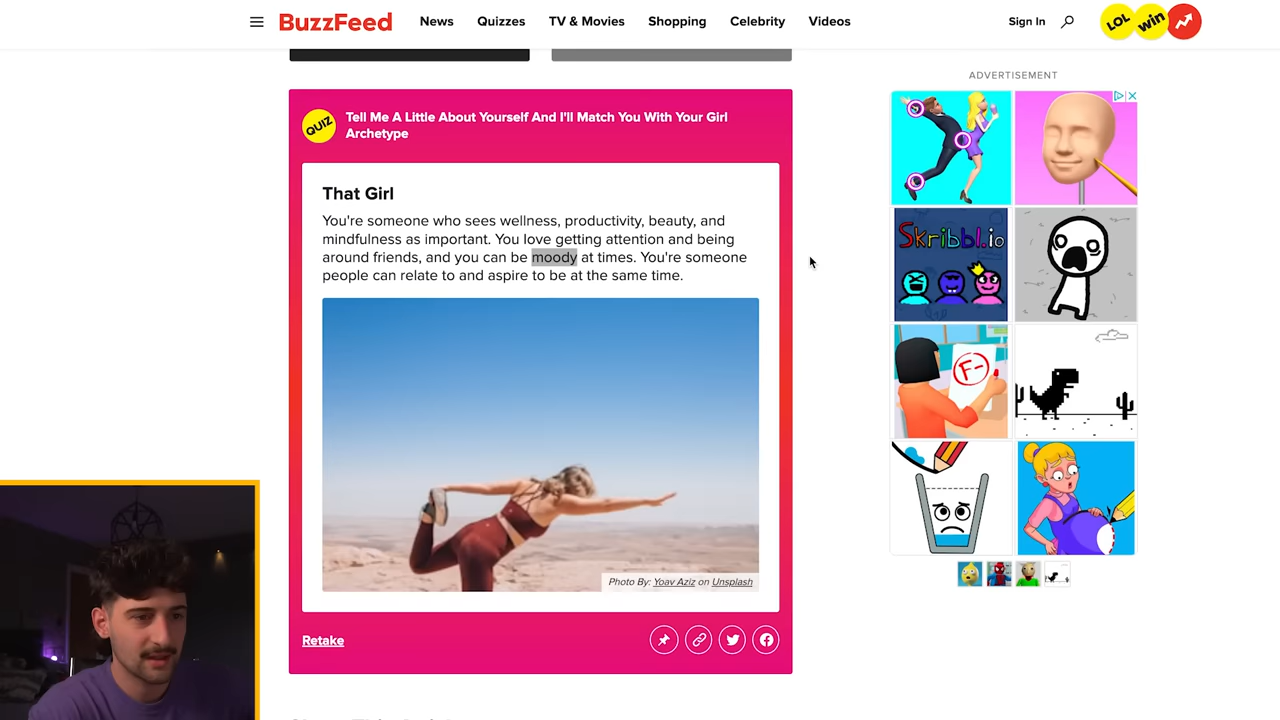 BuzzFeed
News
Quizzes
TV & Movies
Shopping
Celebrity
Videos
Sign In
LOL
win
ADVERTISEMENT
QUIZ
Tell Me A Little About Yourself And I'll Match You With Your Girl
Archetype
That Girl
You're someone who sees wellness, productivity, beauty, and
mindfulness as important. You love getting attention and being
around friends, and you can be moody at times. You're someone
people can relate to and aspire to be at the same time.
Photo By: Yoav Aziz on Unsplash
Retake
Skribbl.io
F-